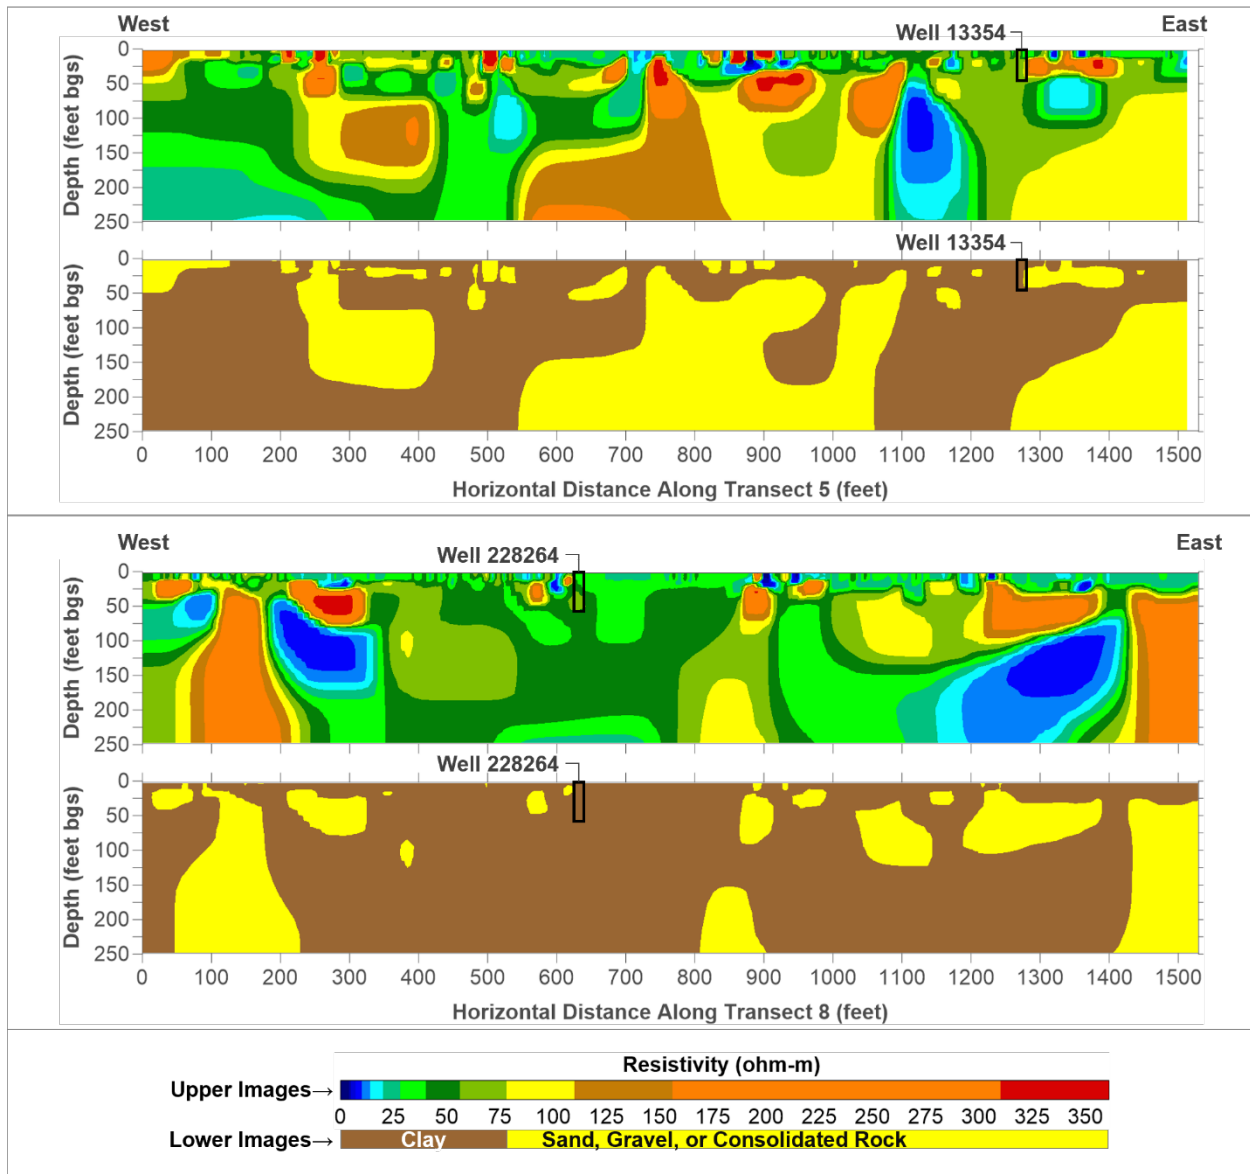 West
East
Well 13354
0
50
100
150
200
250
Depth (feet bgs)
Well 13354
0
50
100
150
200
250
Depth (feet bgs)
0 100 200 300 400 500 600 700 800 900 1000 1100 1200 1300 1400 1500
Horizontal Distance Along Transect 5 (feet)
West
East
Well 228264
0
50
100
150
200
250
Depth (feet bgs)
Well 228264
0
50
100
150
200
250
Depth (feet bgs)
0 100 200 300 400 500 600 700 800 900 1000 1100 1200 1300 1400 1500
Horizontal Distance Along Transect 8 (feet)
Resistivity (ohm-m)
Upper Images→
0 25 50 75 100 125 150 175 200 225 250 275 300 325 350
Lower Images→ Clay Sand, Gravel, or Consolidated Rock